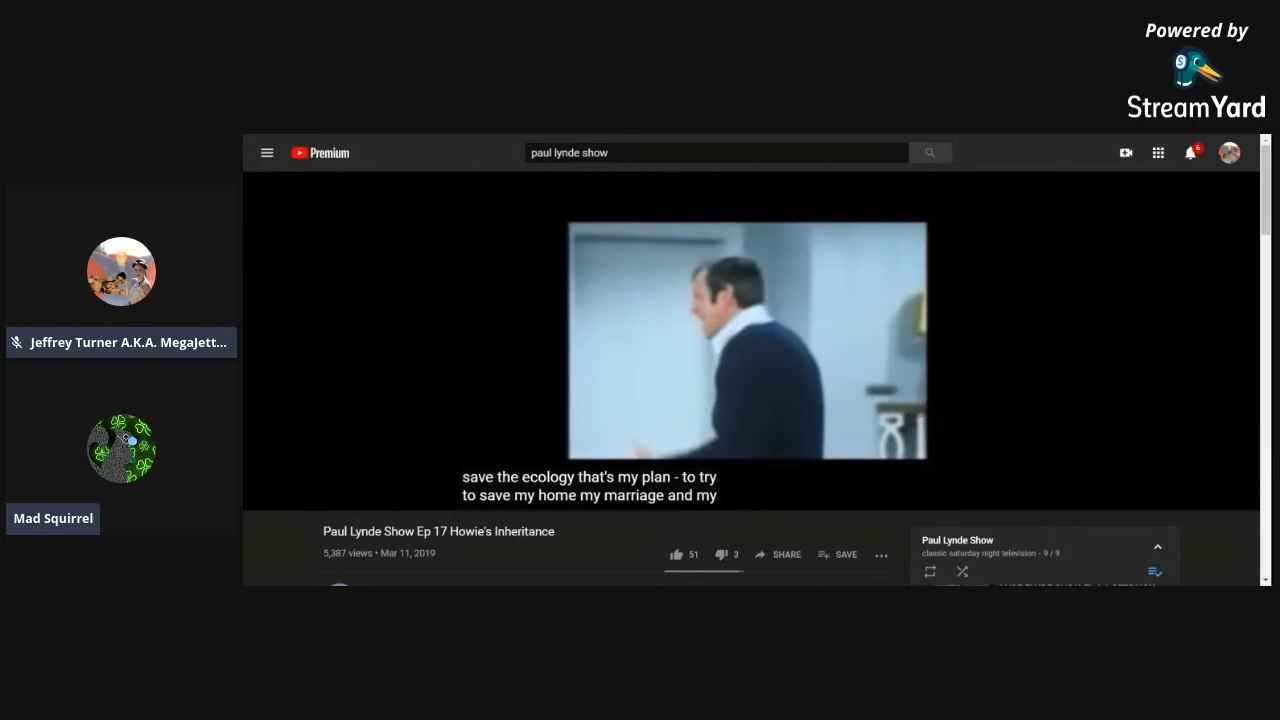 Powered by
StreamYard
Premium
paul lynde show
6
Jeffrey Turner A.K.A. MegaJett...
Mad Squirrel
save the ecology that's my plan - to try
to save my home my marriage and my
Paul Lynde Show Ep 17 Howie's Inheritance
5,387 views • Mar 11, 2019
51
3
SHARE
SAVE
Paul Lynde Show
classic saturday night television - 9 / 9